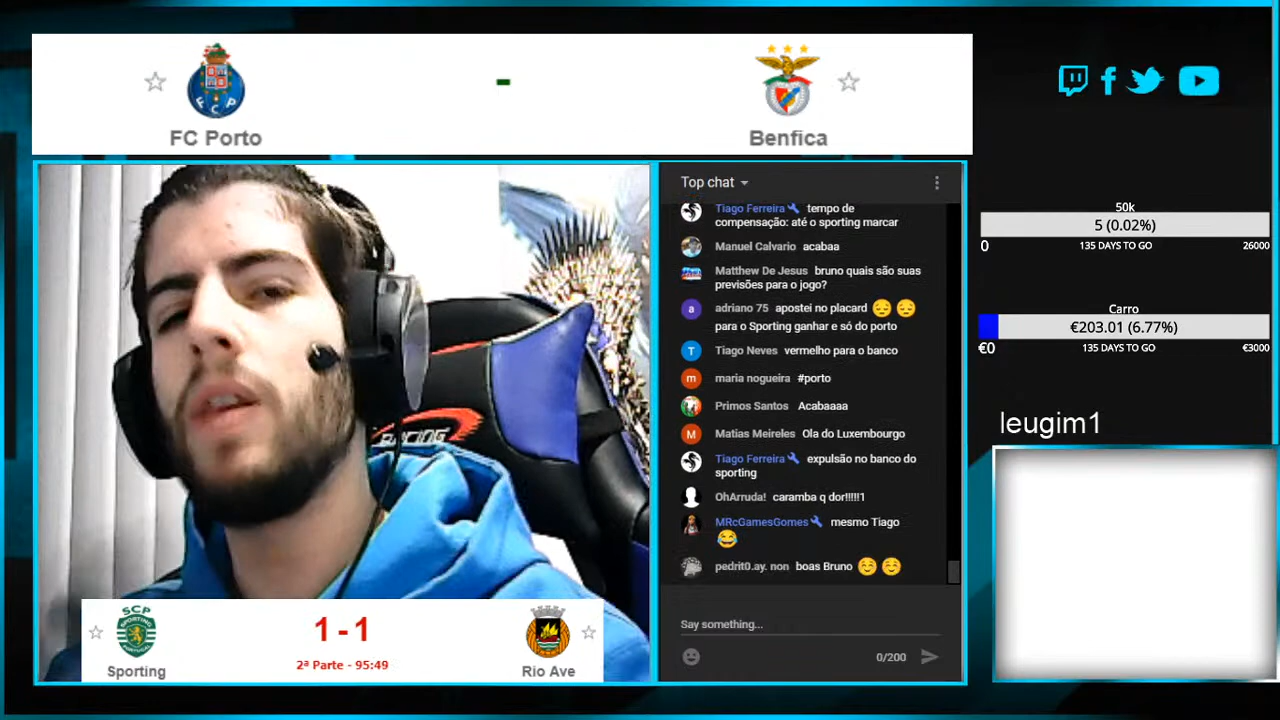 FC Porto
-
Benfica
Top chat
Tiago Ferreira tempo de
compensação: até o sporting marcar
Manuel Calvario acabaa
Matthew De Jesus bruno quais são suas
previsões para o jogo?
a
adriano 75 apostei no placard
para o Sporting ganhar e só do porto
T
Tiago Neves vermelho para o banco
m
maria nogueira #porto
Primos Santos Acabaaaa
M
Matias Meireles Ola do Luxembourgo
Tiago Ferreira expulsão no banco do
sporting
OhArruda! caramba q dor!!!!!1
MRcGamesGomes mesmo Tiago
pedrit0.ay. non boas Bruno
Say something...
0/200
50k
5 (0.02%)
0 135 DAYS TO GO 26000
Carro
€203.01 (6.77%)
€0 135 DAYS TO GO €3000
leugim1
RACING
SCP
SPORTING
PORTUGAL
1 - 1
2ª Parte - 95:49
Sporting
Rio Ave
FCP